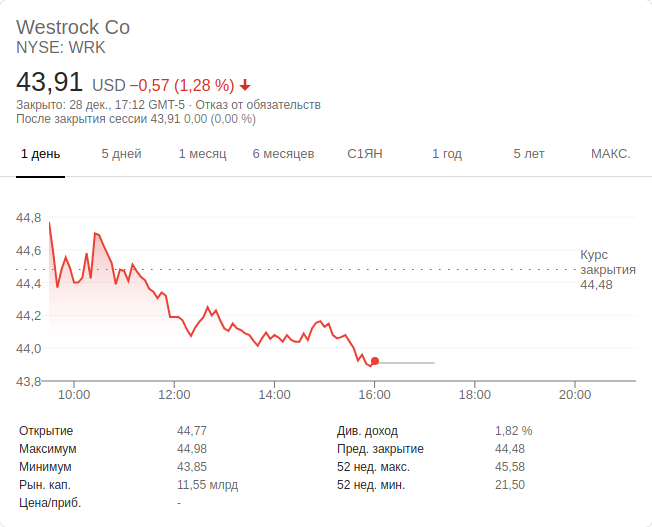 Westrock Co
NYSE: WRK
43,91 USD −0,57 (1,28 %)
Закрыто: 28 дек., 17:12 GMT-5 · Отказ от обязательств
После закрытия сессии 43,91 0,00 (0,00 %)
1 день 5 дней 1 месяц 6 месяцев С1ЯН 1 год 5 лет МАКС.
44,8
44,6
44,4
44,2
44,0
43,8
Курс
закрытия
44,48
10:00 12:00 14:00 16:00 18:00 20:00
Открытие 44,77 Див. доход 1,82 %
Максимум 44,98 Пред. закрытие 44,48
Минимум 43,85 52 нед. макс. 45,58
Рын. кап. 11,55 млрд 52 нед. мин. 21,50
Цена/приб. -